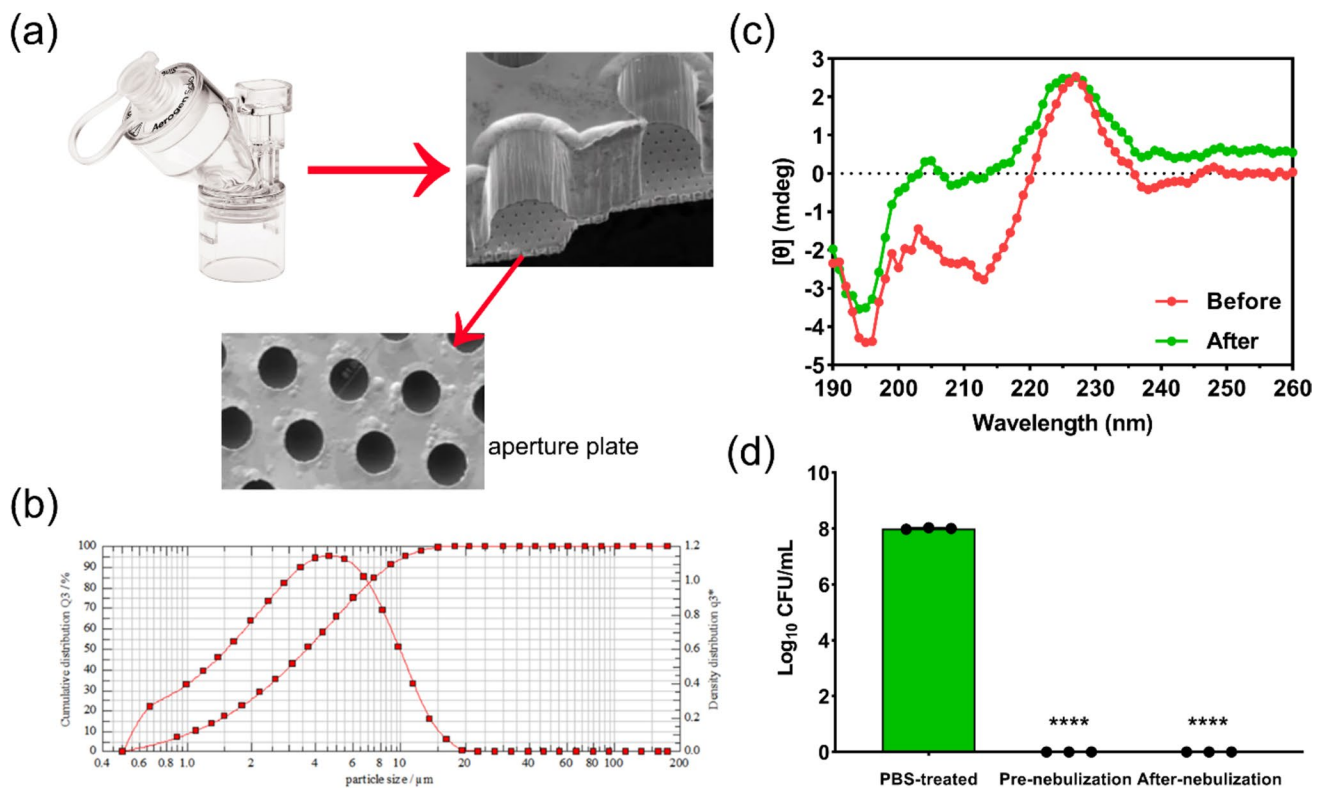 (a)
Aerogen
aperture plate
(b)
Cumulative distribution Q3 / %
100
90
80
70
60
50
40
30
20
10
0
0.4 0.6 0.8 1.0 2 4 6 8 10 20 40 60 80 100 200
particle size / µm
1.2
1.0
0.8
0.6
0.4
0.2
0.0
Density distribution q3*
(c)
[θ] (mdeg)
3
2
1
0
-1
-2
-3
-4
-5
Before
After
190 200 210 220 230 240 250 260
Wavelength (nm)
(d)
Log10 CFU/mL
10
8
6
4
2
0
**** ****
PBS-treated Pre-nebulization After-nebulization